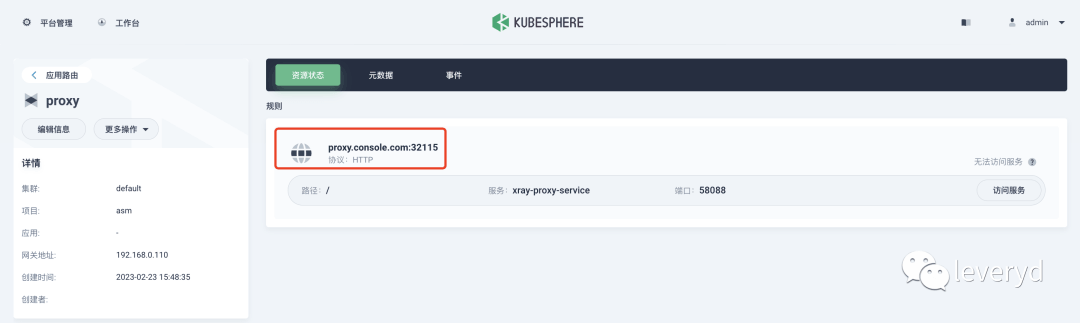 平台管理 工作台 KUBESPHERE admin
应用路由
proxy
编辑信息 更多操作
详情
集群: default
项目: asm
应用: -
网关地址: 192.168.0.110
创建时间: 2023-02-23 15:48:35
创建者:
资源状态 元数据 事件
规则
proxy.console.com:32115
协议: HTTP
无法访问服务 ?
路径: / 服务: xray-proxy-service 端口: 58088 访问服务
leveryd